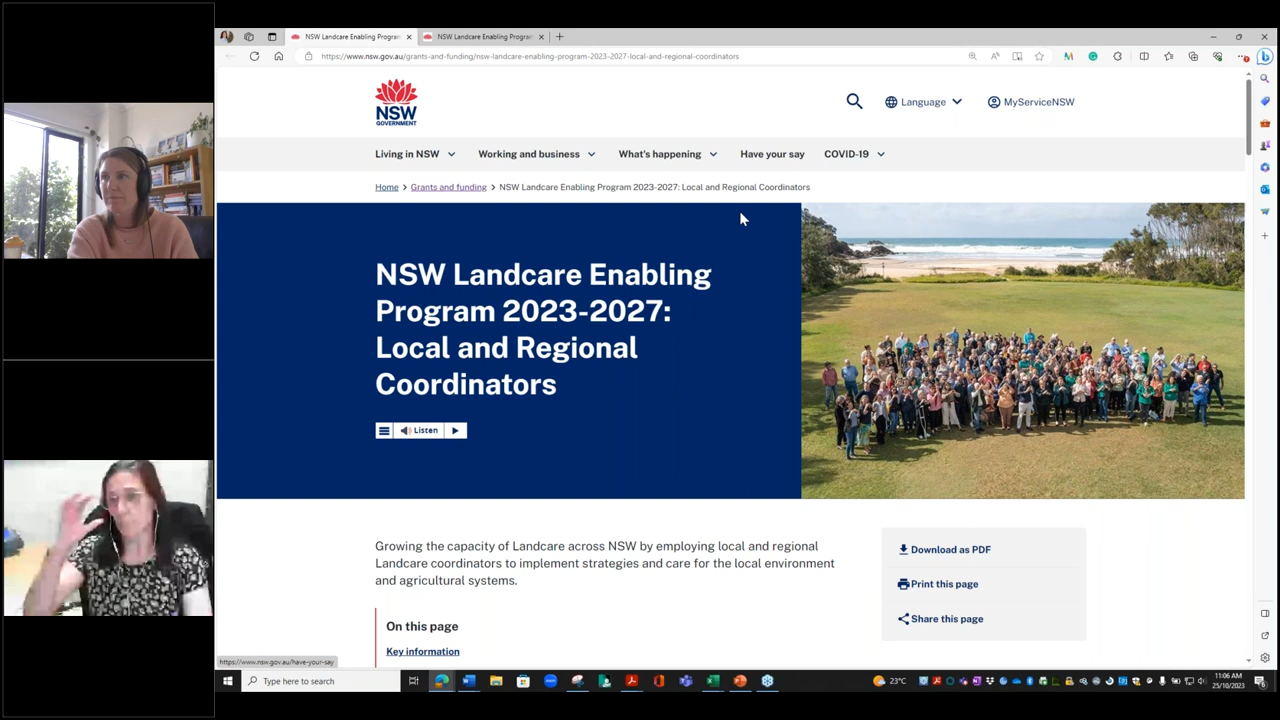 NSW Landcare Enabling Program
NSW Landcare Enabling Program
https://www.nsw.gov.au/grants-and-funding/nsw-landcare-enabling-program-2023-2027-local-and-regional-coordinators
NSW
GOVERNMENT
Language
MyServiceNSW
Living in NSW
Working and business
What's happening
Have your say
COVID-19
Home
Grants and funding
NSW Landcare Enabling Program 2023-2027: Local and Regional Coordinators
NSW Landcare Enabling
Program 2023-2027:
Local and Regional
Coordinators
Listen
Growing the capacity of Landcare across NSW by employing local and regional
Landcare coordinators to implement strategies and care for the local environment
and agricultural systems.
Download as PDF
Print this page
Share this page
On this page
Key information
https://www.nsw.gov.au/have-your-say
Type here to search
23°C
11:06 AM
25/10/2023